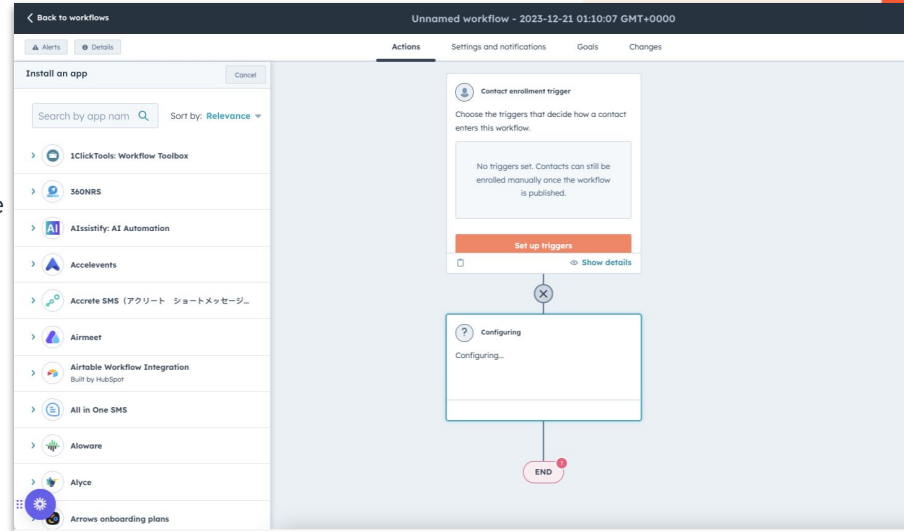 Back to workflows
Unnamed workflow - 2023-12-21 01:10:07 GMT+0000
Alerts
Details
Actions
Settings and notifications
Goals
Changes
Install an app
Cancel
Search by app nam
Sort by: Relevance
1ClickTools: Workflow Toolbox
360NRS
AI
AIssistify: AI Automation
Accelevents
Accrete SMS（アクリート ショートメッセージ...
Airmeet
Airtable Workflow Integration
Built by HubSpot
All in One SMS
Aloware
Alyce
Arrows onboarding plans
Contact enrollment trigger
Choose the triggers that decide how a contact
enters this workflow.
No triggers set. Contacts can still be
enrolled manually once the workflow
is published.
Set up triggers
Show details
?
Configuring
Configuring...
END
e